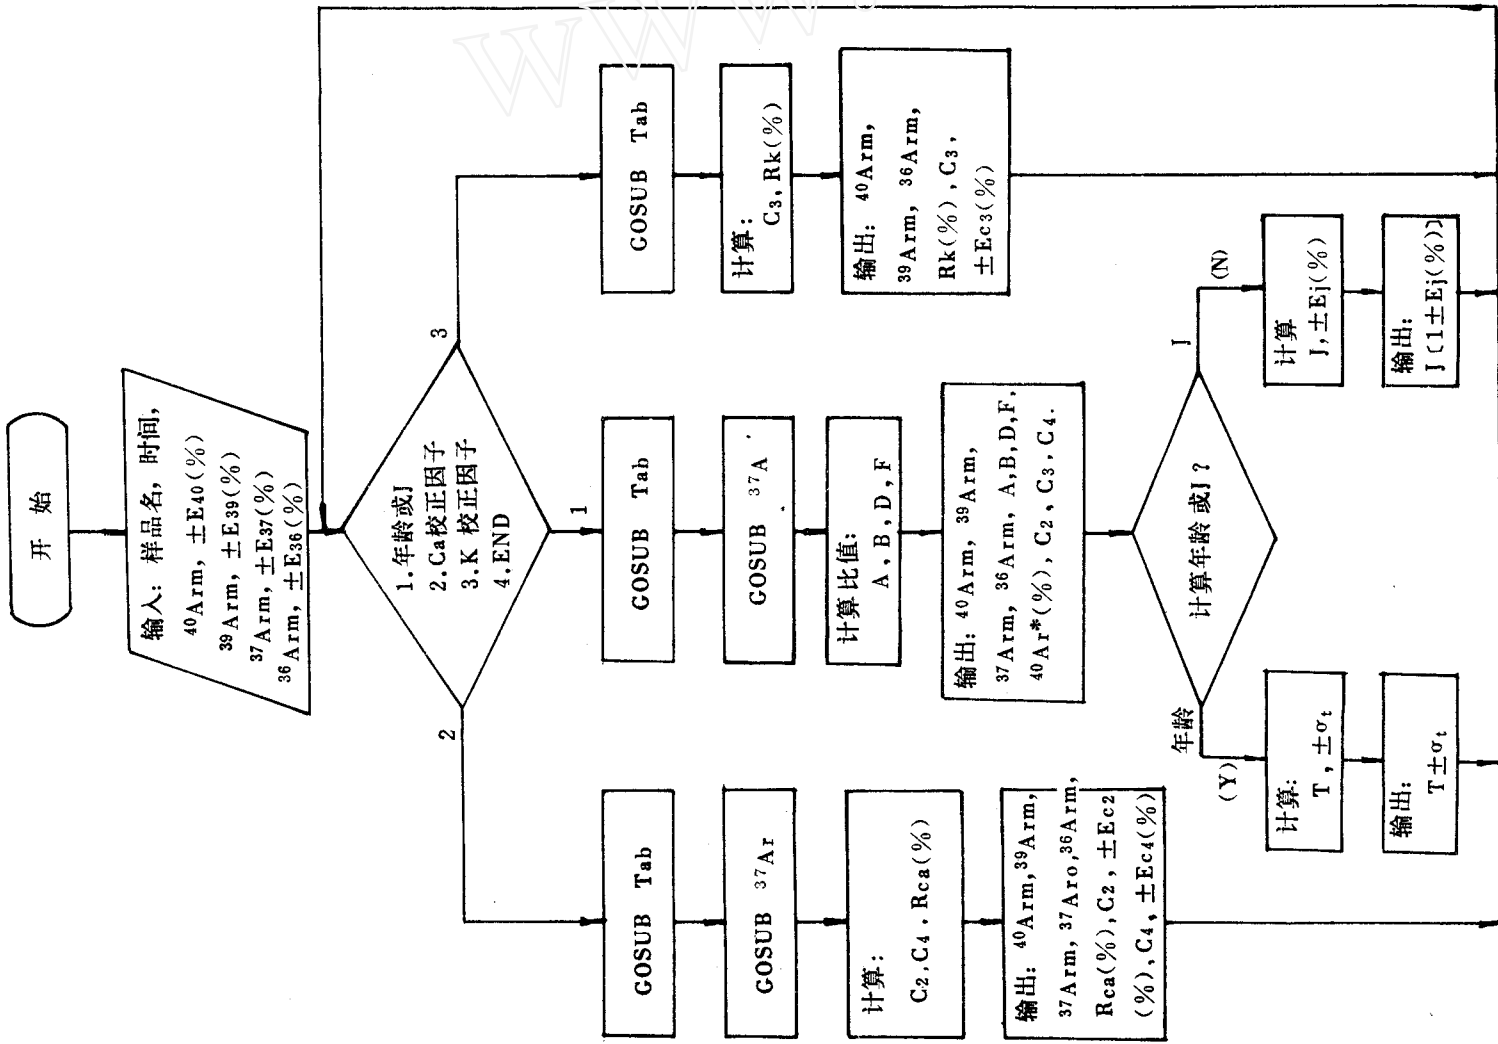 开 始
输入: 样品名, 时间,
⁴⁰Arm, ±E40(%)
³⁹Arm, ±E39(%)
³⁷Arm, ±E37(%)
³⁶Arm, ±E36(%)
1.年龄或J
2.Ca校正因子
3.K 校正因子
4.END
2
1
3
GOSUB Tab
GOSUB ³⁷Ar
计算:
C₂,C₄,Rca(%)
输出: ⁴⁰Arm,³⁹Arm,
³⁷Arm, ³⁷Aro,³⁶Arm,
Rca(%),C₂,±Ec2
(%),C₄,±Ec4(%)
GOSUB Tab
GOSUB ³⁷A
计算比值:
A,B,D,F
输出: ⁴⁰Arm, ³⁹Arm,
³⁷Arm, ³⁶Arm, A,B,D,F,
⁴⁰Ar*(%),C₂,C₃,C₄.
计算年龄或J?
年龄
(Y)
计算:
T,±σt
输出:
T±σt
J
(N)
计算
J,±Ej(%)
输出:
J〔1±Ej(%)〕
GOSUB Tab
计算:
C₃,Rk(%)
输出: ⁴⁰Arm,
³⁹Arm, ³⁶Arm,
Rk(%),C₃,
±Ec₃(%)
www